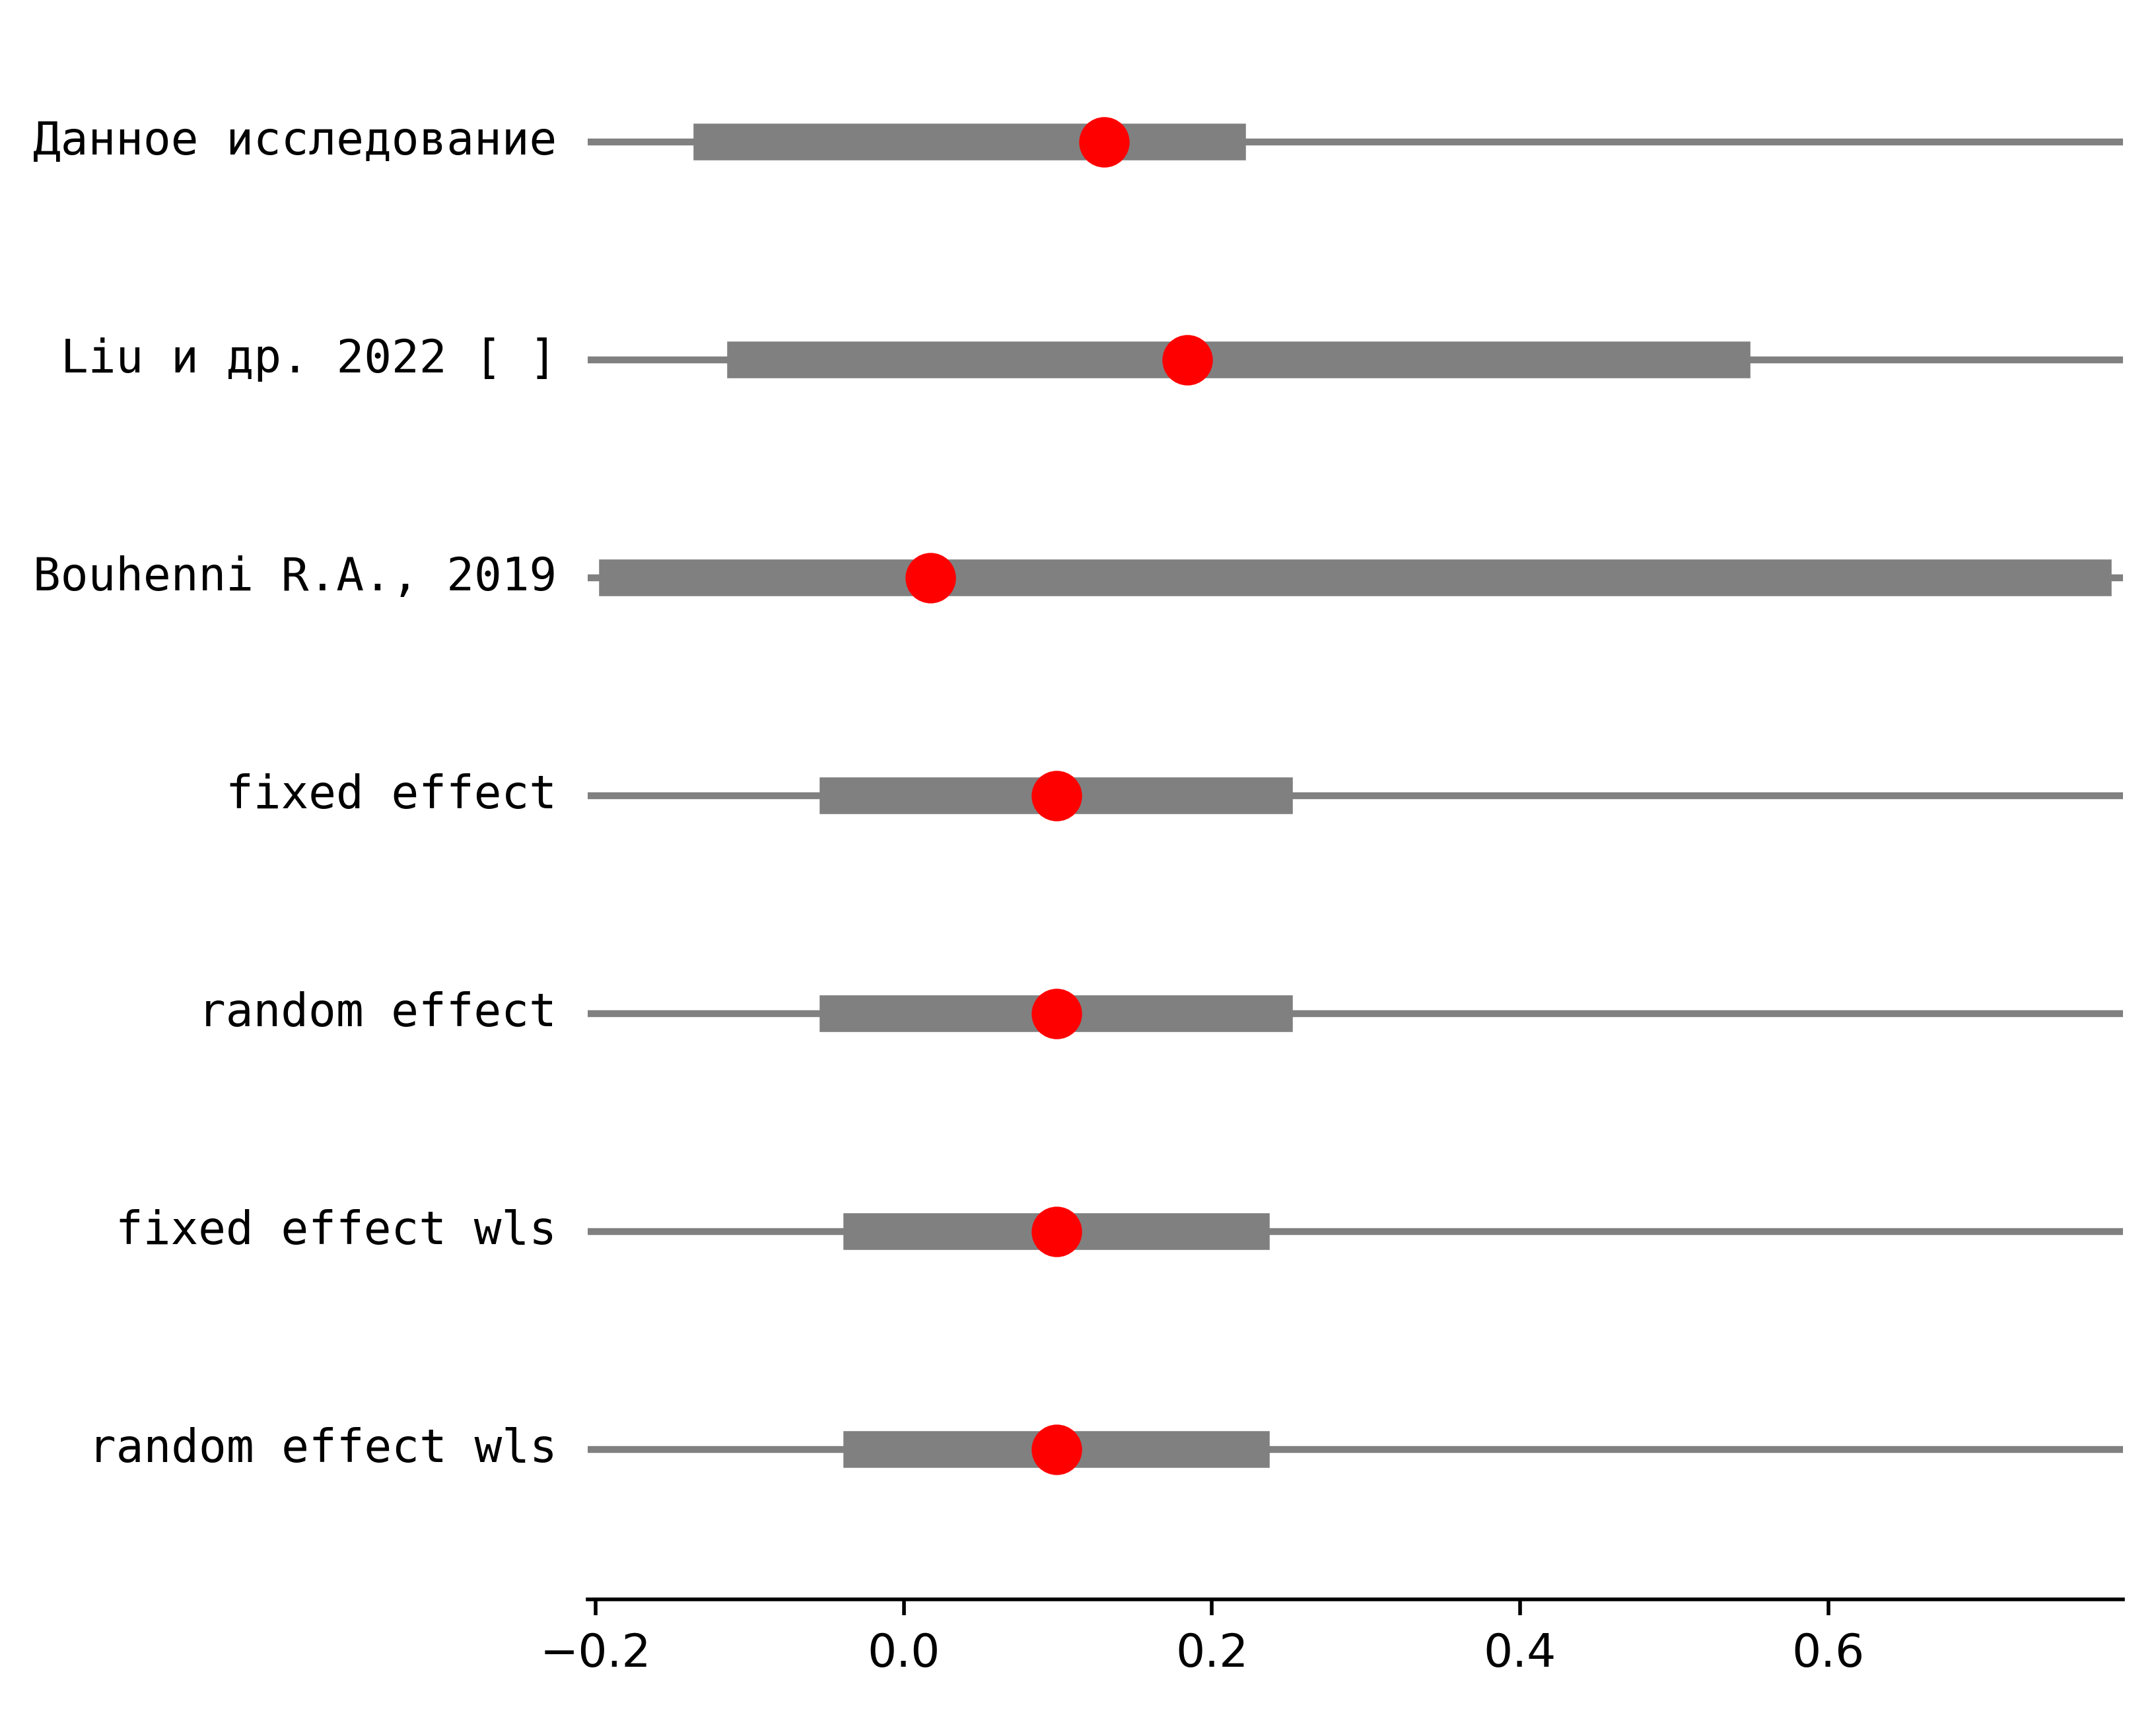 Данное исследование
Liu и др. 2022 [ ]
Bouhenni R.A., 2019
fixed effect
random effect
fixed effect wls
random effect wls
−0.2 0.0 0.2 0.4 0.6